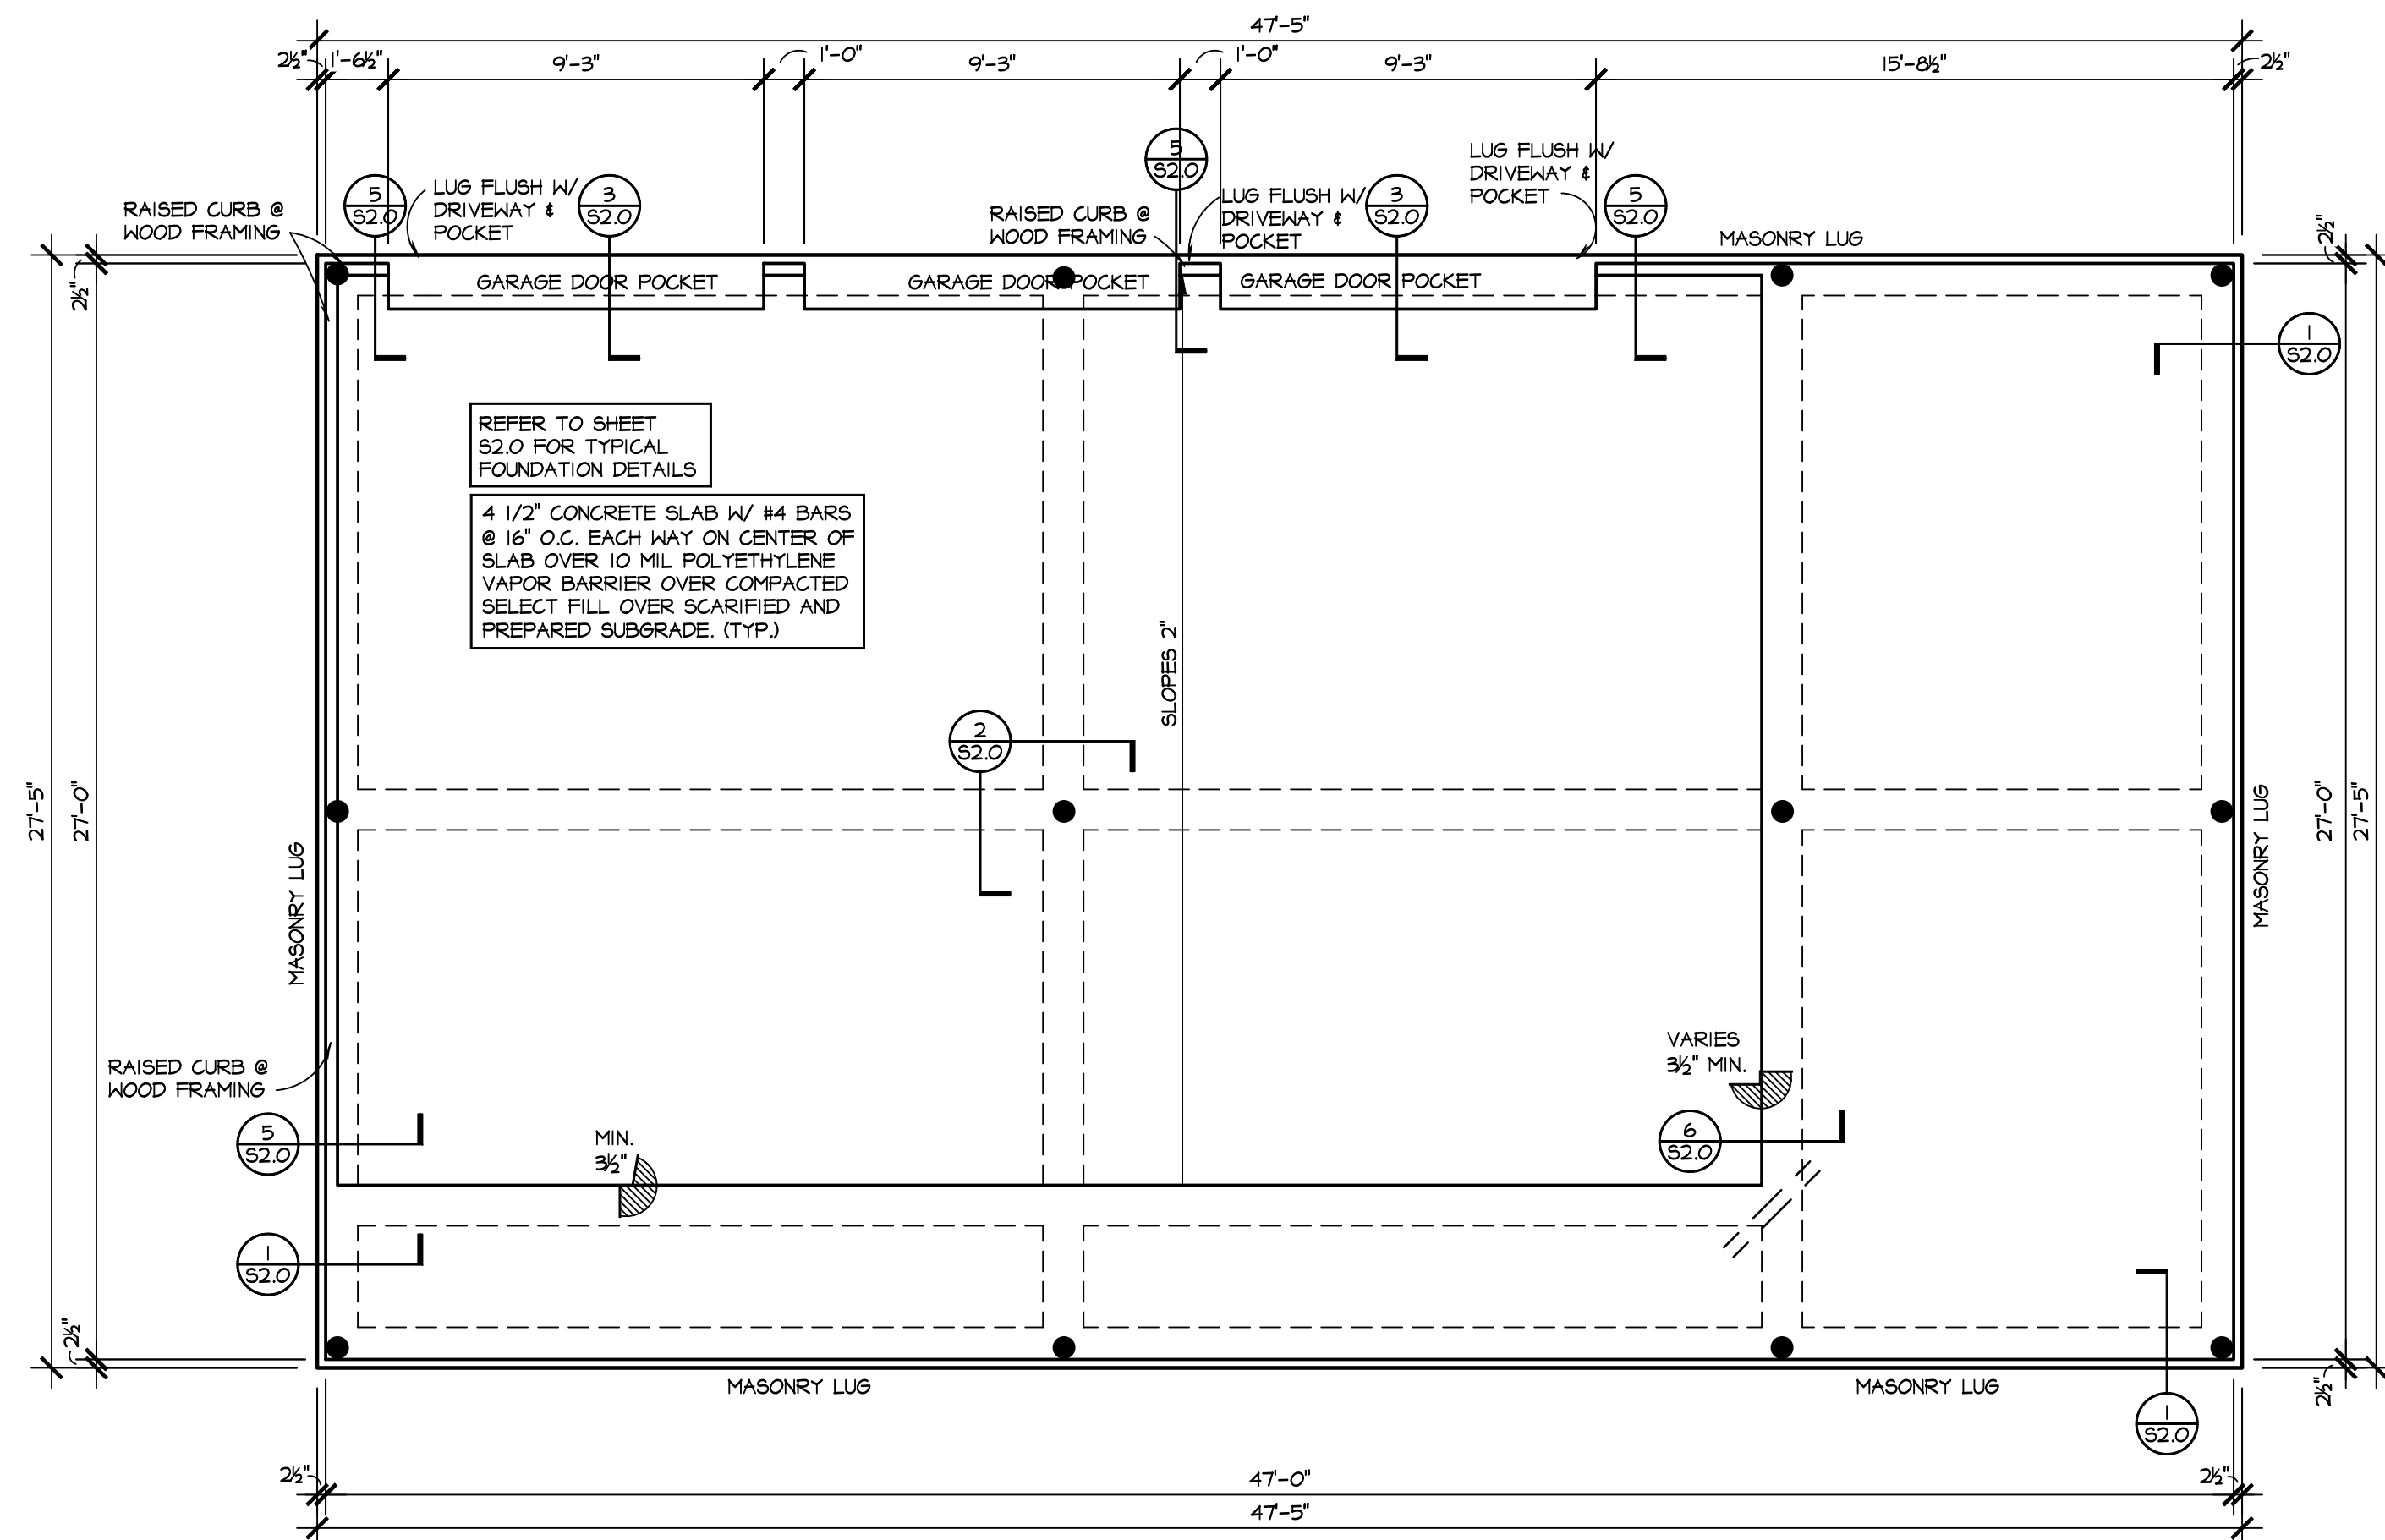 47'-5"
2½" 1'-6½" 9'-3" 1'-0" 9'-3" 1'-0" 9'-3" 15'-8½" 2½"
5
S2.0
LUG FLUSH W/
DRIVEWAY &
POCKET
RAISED CURB @
WOOD FRAMING
5
S2.0
LUG FLUSH W/
DRIVEWAY &
POCKET
3
S2.0
RAISED CURB @
WOOD FRAMING
LUG FLUSH W/
DRIVEWAY &
POCKET
3
S2.0
5
S2.0
MASONRY LUG
2½"
2½"
GARAGE DOOR POCKET
GARAGE DOOR POCKET
GARAGE DOOR POCKET
1
S2.0
REFER TO SHEET
S2.0 FOR TYPICAL
FOUNDATION DETAILS
4 1/2" CONCRETE SLAB W/ #4 BARS
@ 16" O.C. EACH WAY ON CENTER OF
SLAB OVER 10 MIL POLYETHYLENE
VAPOR BARRIER OVER COMPACTED
SELECT FILL OVER SCARIFIED AND
PREPARED SUBGRADE. (TYP.)
SLOPES 2"
2
S2.0
27'-5"
27'-0"
MASONRY LUG
MASONRY LUG
27'-0"
27'-5"
RAISED CURB @
WOOD FRAMING
VARIES
3½" MIN.
5
S2.0
MIN.
3½"
6
S2.0
1
S2.0
2½"
MASONRY LUG
MASONRY LUG
2½"
1
S2.0
2½" 47'-0" 2½"
47'-5"